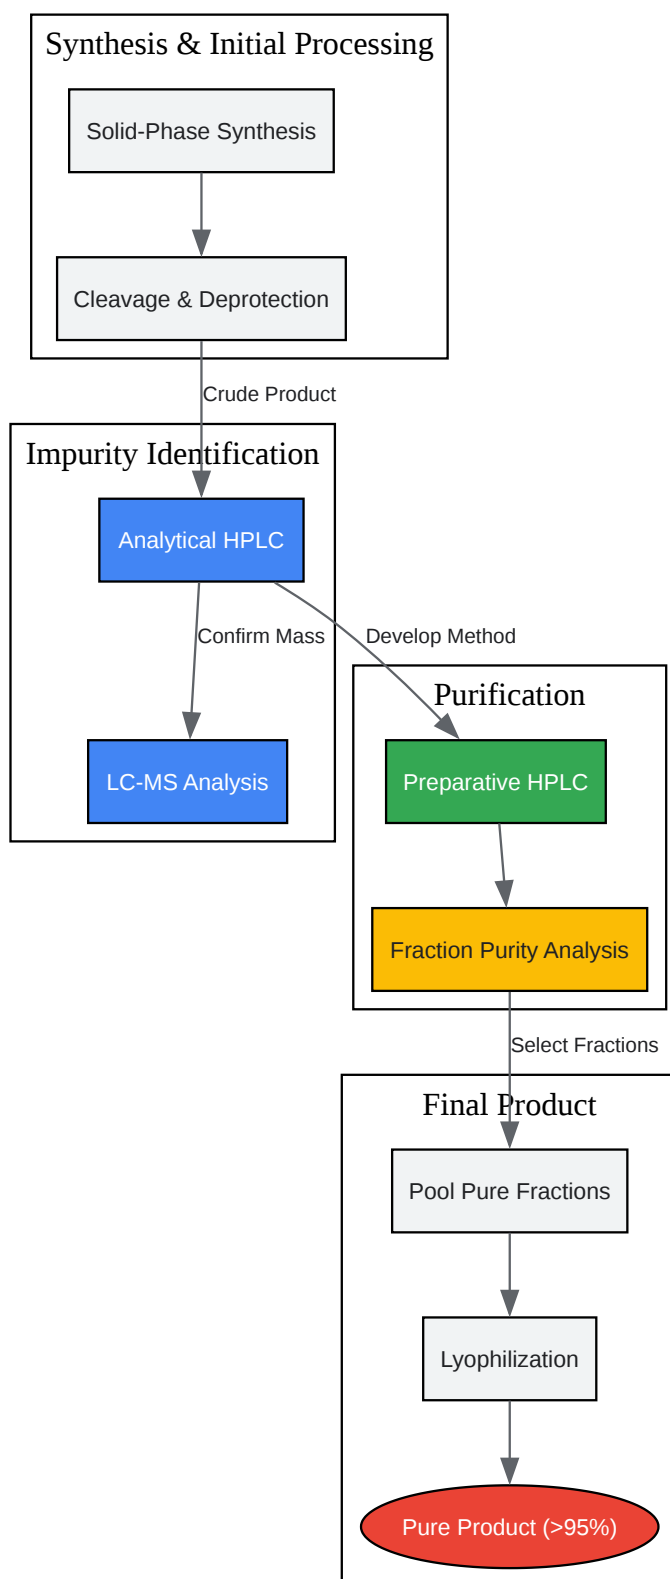 Synthesis & Initial Processing
Solid-Phase Synthesis
Cleavage & Deprotection
Crude Product
Impurity Identification
Analytical HPLC
Confirm Mass
Develop Method
Purification
LC-MS Analysis
Preparative HPLC
Fraction Purity Analysis
Select Fractions
Final Product
Pool Pure Fractions
Lyophilization
Pure Product (>95%)